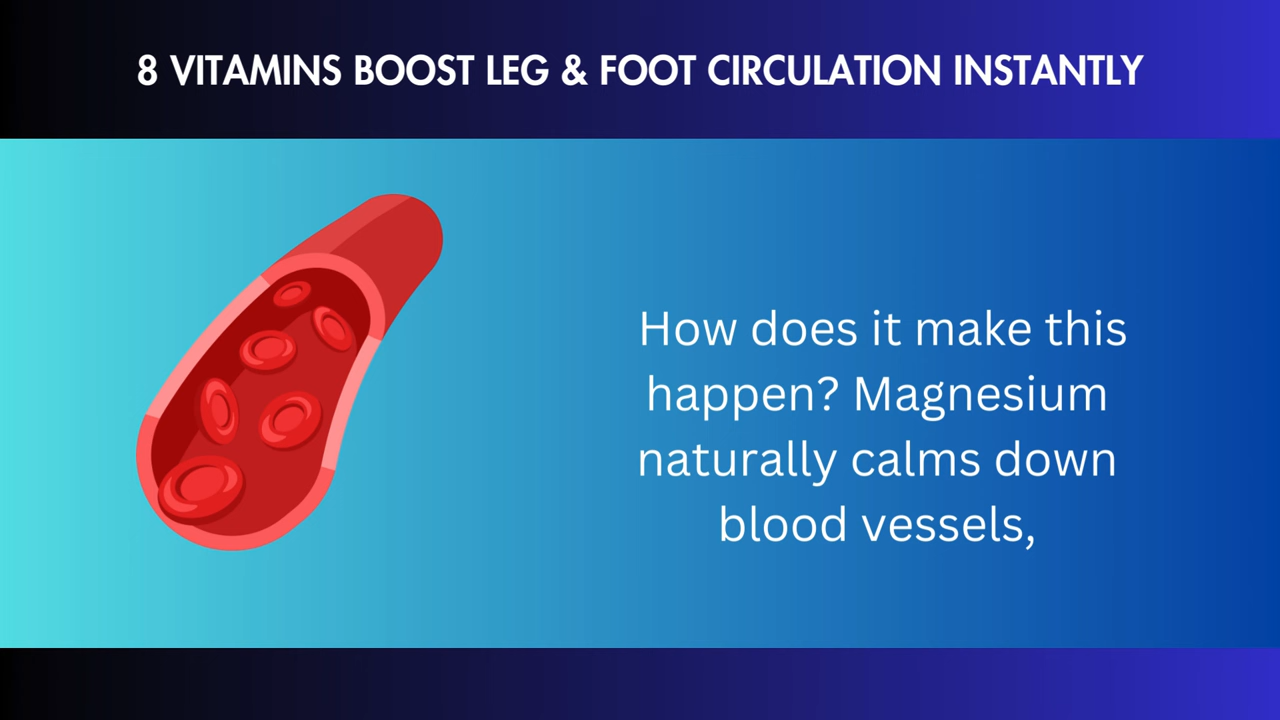 8 VITAMINS BOOST LEG & FOOT CIRCULATION INSTANTLY
How does it make this
happen? Magnesium
naturally calms down
blood vessels,